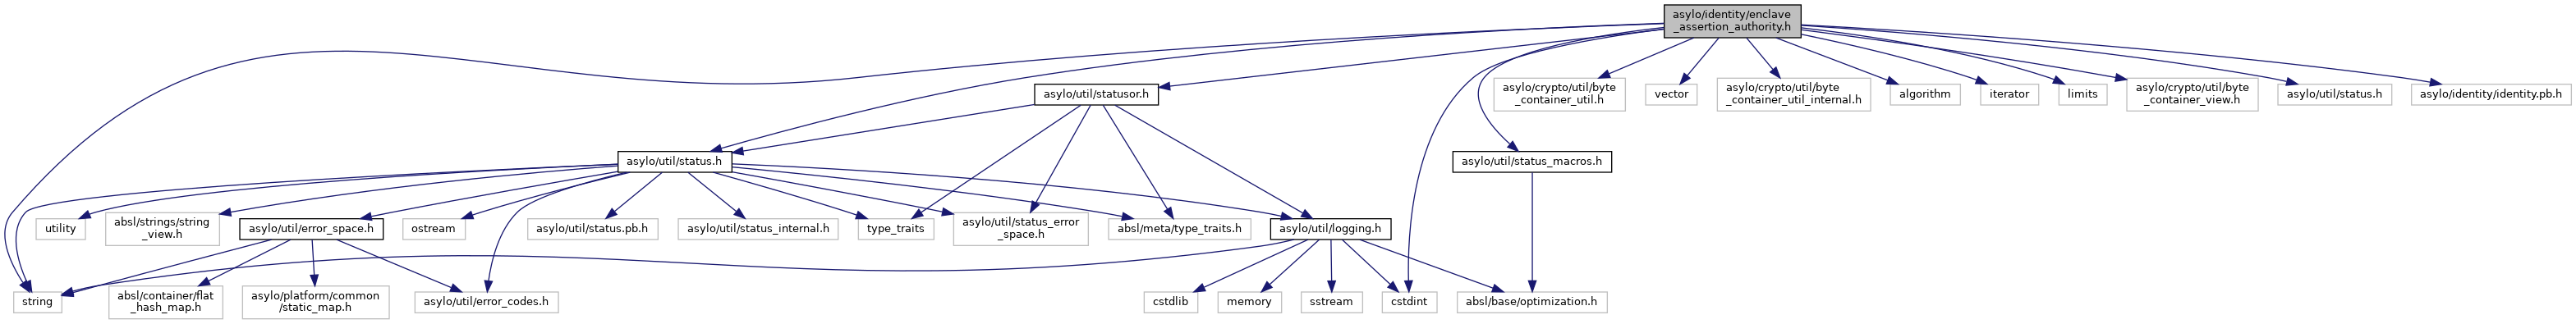 asylo/identity/enclave
_assertion_authority.h
asylo/util/statusor.h
asylo/crypto/util/byte
_container_util.h
vector
asylo/crypto/util/byte
_container_util_internal.h
algorithm
iterator
limits
asylo/crypto/util/byte
_container_view.h
asylo/util/status.h
asylo/identity/identity.pb.h
asylo/util/status.h
asylo/util/status_macros.h
utility
absl/strings/string
_view.h
asylo/util/error_space.h
ostream
asylo/util/status.pb.h
asylo/util/status_internal.h
type_traits
asylo/util/status_error
_space.h
absl/meta/type_traits.h
asylo/util/logging.h
string
absl/container/flat
_hash_map.h
asylo/platform/common
/static_map.h
asylo/util/error_codes.h
cstdlib
memory
sstream
cstdint
absl/base/optimization.h